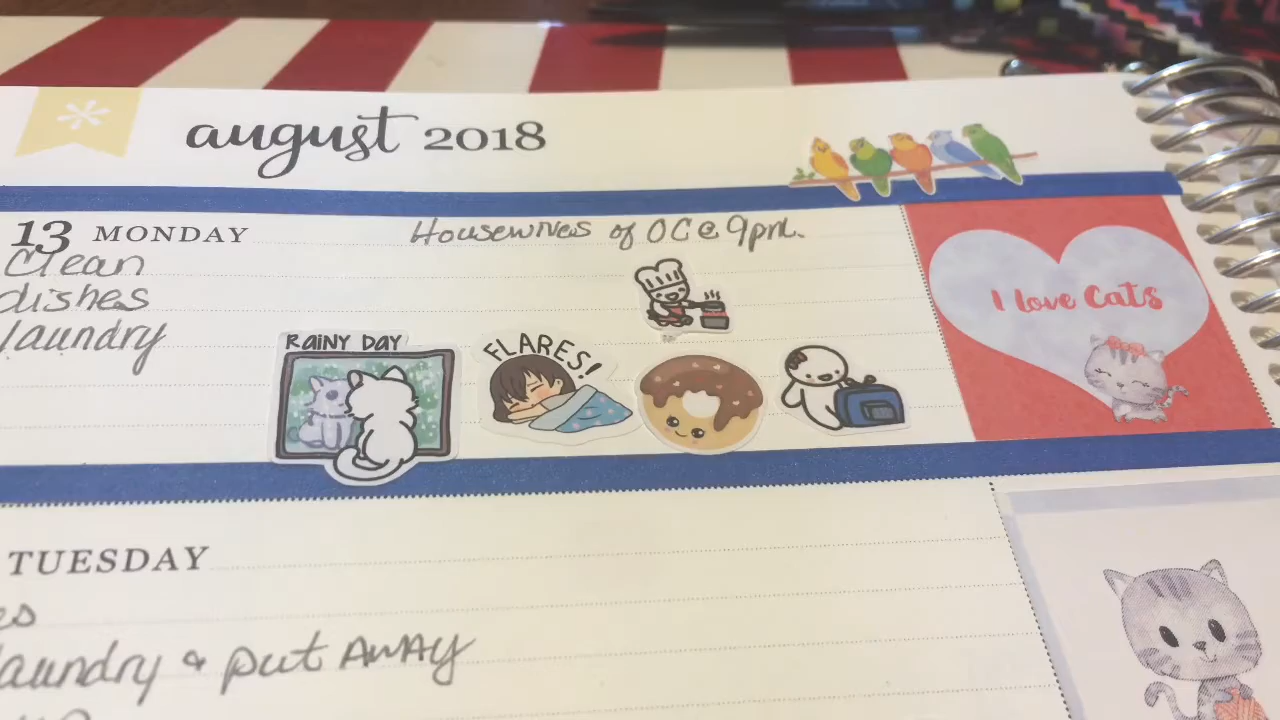 august 2018
13 MONDAY
Housewives of OC @ 9pm.
Clean
dishes
laundry
RAINY DAY
FLARES!
I love Cats
TUESDAY
es
laundry & put AWAY